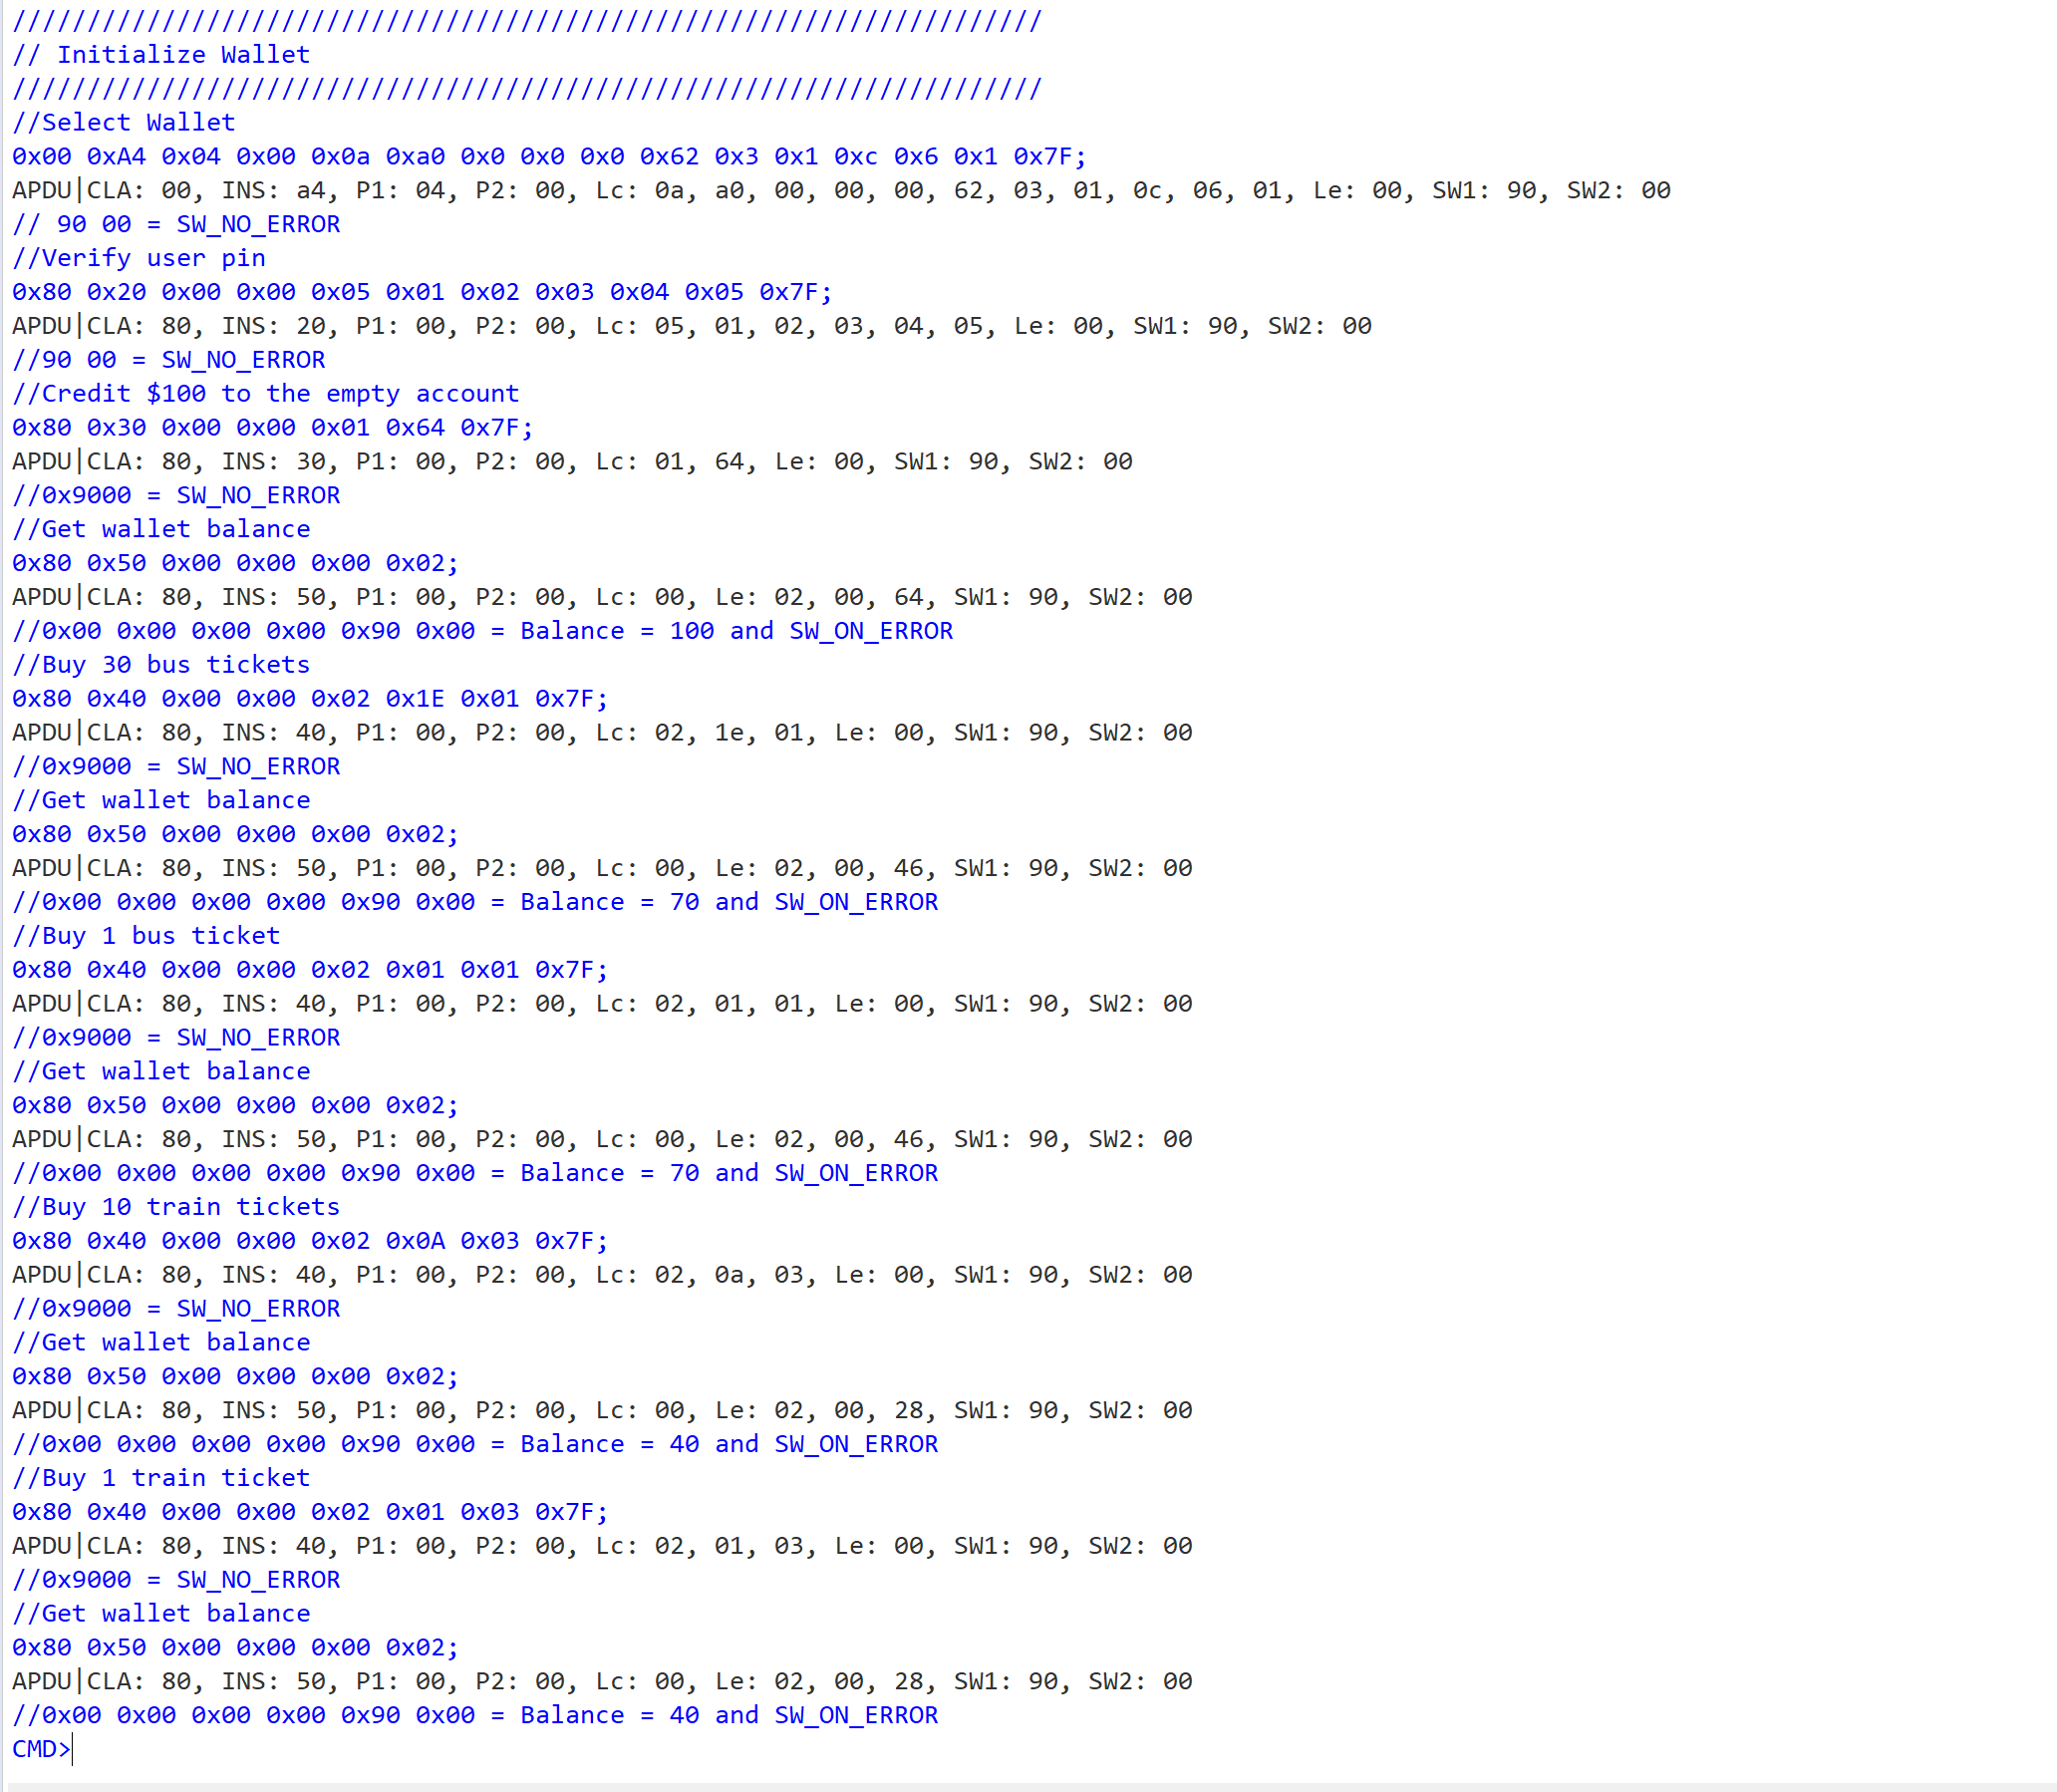 /////////////////////////////////////////////////////////////////////
// Initialize Wallet
/////////////////////////////////////////////////////////////////////
//Select Wallet
0x00 0xA4 0x04 0x00 0x0a 0xa0 0x0 0x0 0x0 0x62 0x3 0x1 0xc 0x6 0x1 0x7F;
APDU|CLA: 00, INS: a4, P1: 04, P2: 00, Lc: 0a, a0, 00, 00, 00, 62, 03, 01, 0c, 06, 01, Le: 00, SW1: 90, SW2: 00
// 90 00 = SW_NO_ERROR
//Verify user pin
0x80 0x20 0x00 0x00 0x05 0x01 0x02 0x03 0x04 0x05 0x7F;
APDU|CLA: 80, INS: 20, P1: 00, P2: 00, Lc: 05, 01, 02, 03, 04, 05, Le: 00, SW1: 90, SW2: 00
//90 00 = SW_NO_ERROR
//Credit $100 to the empty account
0x80 0x30 0x00 0x00 0x01 0x64 0x7F;
APDU|CLA: 80, INS: 30, P1: 00, P2: 00, Lc: 01, 64, Le: 00, SW1: 90, SW2: 00
//0x9000 = SW_NO_ERROR
//Get wallet balance
0x80 0x50 0x00 0x00 0x00 0x02;
APDU|CLA: 80, INS: 50, P1: 00, P2: 00, Lc: 00, Le: 02, 00, 64, SW1: 90, SW2: 00
//0x00 0x00 0x00 0x00 0x90 0x00 = Balance = 100 and SW_ON_ERROR
//Buy 30 bus tickets
0x80 0x40 0x00 0x00 0x02 0x1E 0x01 0x7F;
APDU|CLA: 80, INS: 40, P1: 00, P2: 00, Lc: 02, 1e, 01, Le: 00, SW1: 90, SW2: 00
//0x9000 = SW_NO_ERROR
//Get wallet balance
0x80 0x50 0x00 0x00 0x00 0x02;
APDU|CLA: 80, INS: 50, P1: 00, P2: 00, Lc: 00, Le: 02, 00, 46, SW1: 90, SW2: 00
//0x00 0x00 0x00 0x00 0x90 0x00 = Balance = 70 and SW_ON_ERROR
//Buy 1 bus ticket
0x80 0x40 0x00 0x00 0x02 0x01 0x01 0x7F;
APDU|CLA: 80, INS: 40, P1: 00, P2: 00, Lc: 02, 01, 01, Le: 00, SW1: 90, SW2: 00
//0x9000 = SW_NO_ERROR
//Get wallet balance
0x80 0x50 0x00 0x00 0x00 0x02;
APDU|CLA: 80, INS: 50, P1: 00, P2: 00, Lc: 00, Le: 02, 00, 46, SW1: 90, SW2: 00
//0x00 0x00 0x00 0x00 0x90 0x00 = Balance = 70 and SW_ON_ERROR
//Buy 10 train tickets
0x80 0x40 0x00 0x00 0x02 0x0A 0x03 0x7F;
APDU|CLA: 80, INS: 40, P1: 00, P2: 00, Lc: 02, 0a, 03, Le: 00, SW1: 90, SW2: 00
//0x9000 = SW_NO_ERROR
//Get wallet balance
0x80 0x50 0x00 0x00 0x00 0x02;
APDU|CLA: 80, INS: 50, P1: 00, P2: 00, Lc: 00, Le: 02, 00, 28, SW1: 90, SW2: 00
//0x00 0x00 0x00 0x00 0x90 0x00 = Balance = 40 and SW_ON_ERROR
//Buy 1 train ticket
0x80 0x40 0x00 0x00 0x02 0x01 0x03 0x7F;
APDU|CLA: 80, INS: 40, P1: 00, P2: 00, Lc: 02, 01, 03, Le: 00, SW1: 90, SW2: 00
//0x9000 = SW_NO_ERROR
//Get wallet balance
0x80 0x50 0x00 0x00 0x00 0x02;
APDU|CLA: 80, INS: 50, P1: 00, P2: 00, Lc: 00, Le: 02, 00, 28, SW1: 90, SW2: 00
//0x00 0x00 0x00 0x00 0x90 0x00 = Balance = 40 and SW_ON_ERROR
CMD>